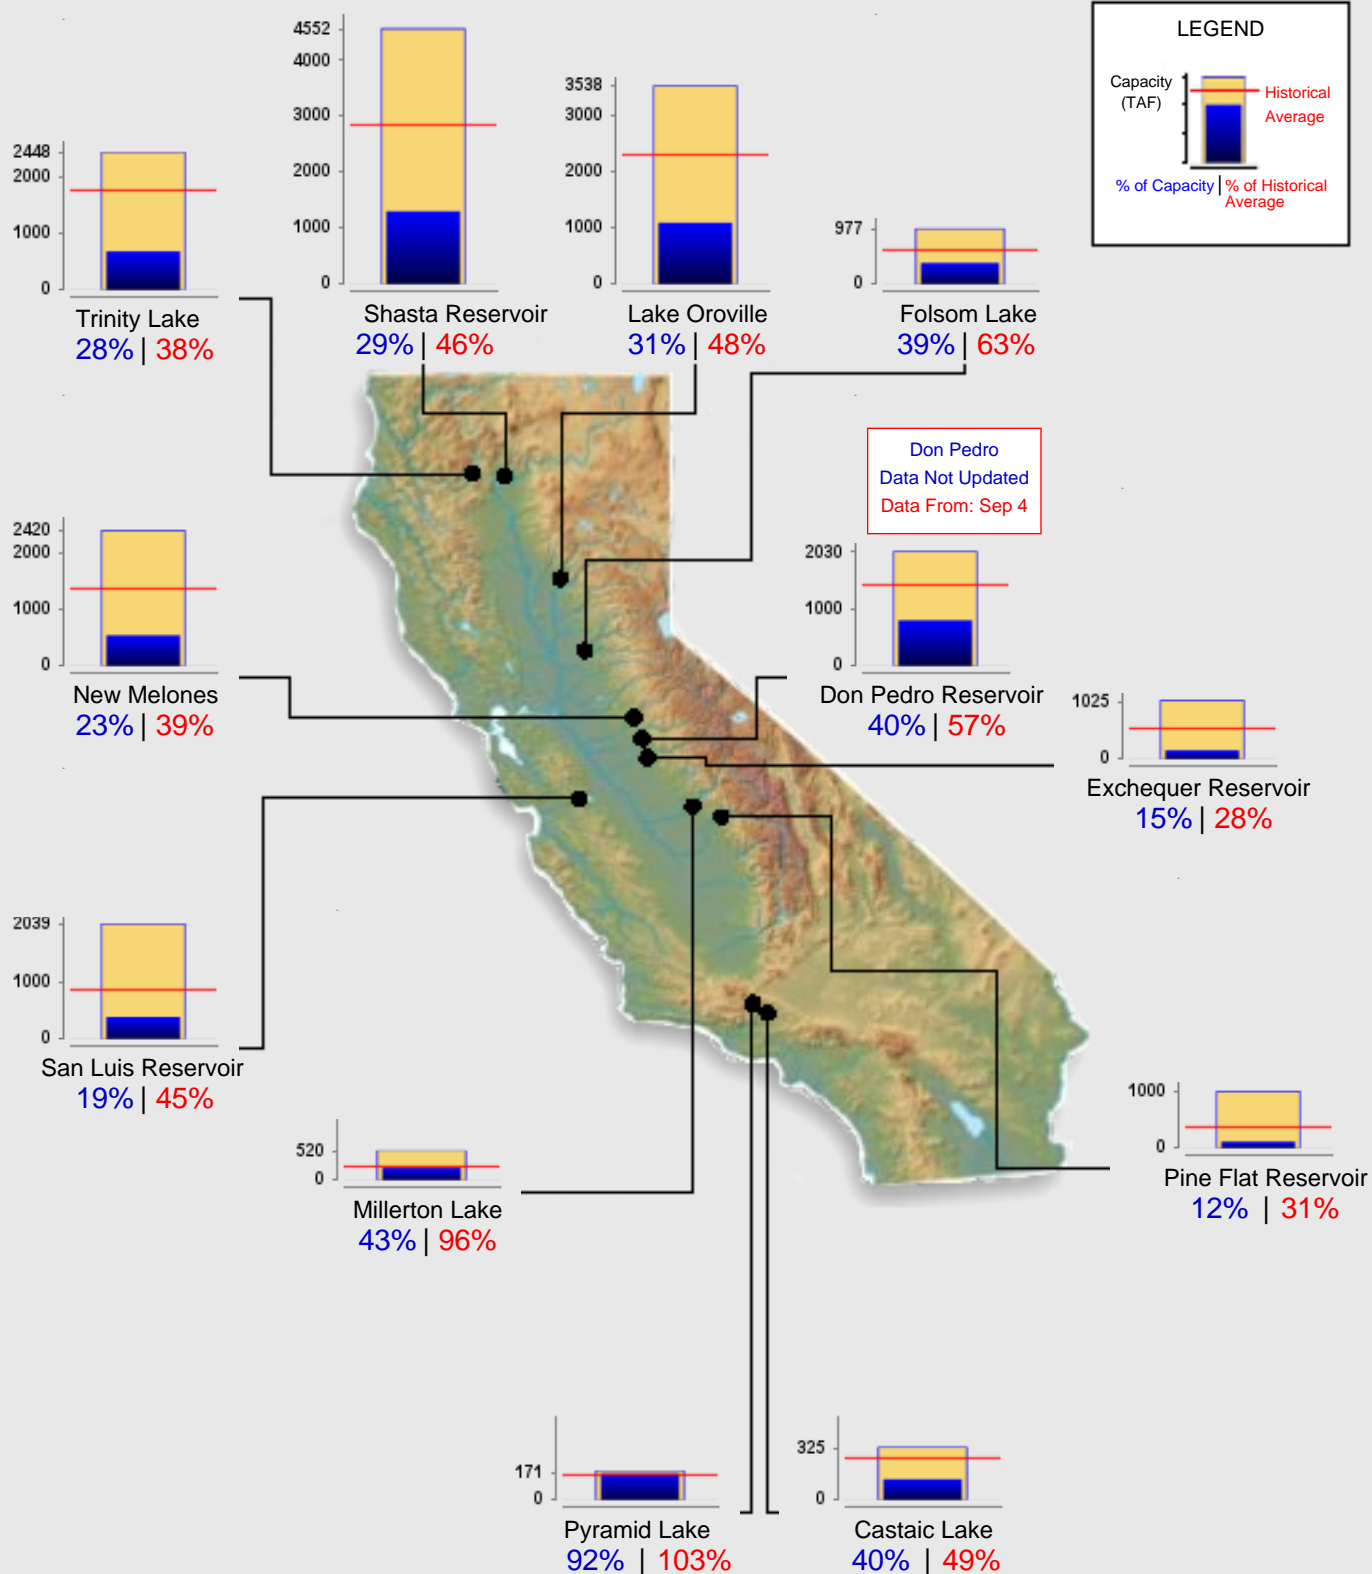 LEGEND
Capacity
(TAF)
Historical
Average
% of Capacity | % of Historical
Average
2448
2000
1000
0
Trinity Lake
28% | 38%
4552
4000
3000
2000
1000
0
Shasta Reservoir
29% | 46%
3538
3000
2000
1000
0
Lake Oroville
31% | 48%
977
0
Folsom Lake
39% | 63%
Don Pedro
Data Not Updated
Data From: Sep 4
2420
2000
1000
0
New Melones
23% | 39%
2030
1000
0
Don Pedro Reservoir
40% | 57%
1025
0
Exchequer Reservoir
15% | 28%
2039
1000
0
San Luis Reservoir
19% | 45%
520
0
Millerton Lake
43% | 96%
1000
0
Pine Flat Reservoir
12% | 31%
171
0
Pyramid Lake
92% | 103%
325
0
Castaic Lake
40% | 49%